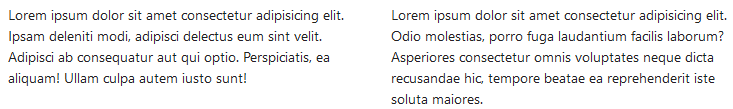 Lorem ipsum dolor sit amet consectetur adipisicing elit.
Ipsam deleniti modi, adipisci delectus eum sint velit.
Adipisci ab consequatur aut qui optio. Perspiciatis, ea
aliquam! Ullam culpa autem iusto sunt!
Lorem ipsum dolor sit amet consectetur adipisicing elit.
Odio molestias, porro fuga laudantium facilis laborum?
Asperiores consectetur omnis voluptates neque dicta
recusandae hic, tempore beatae ea reprehenderit iste
soluta maiores.